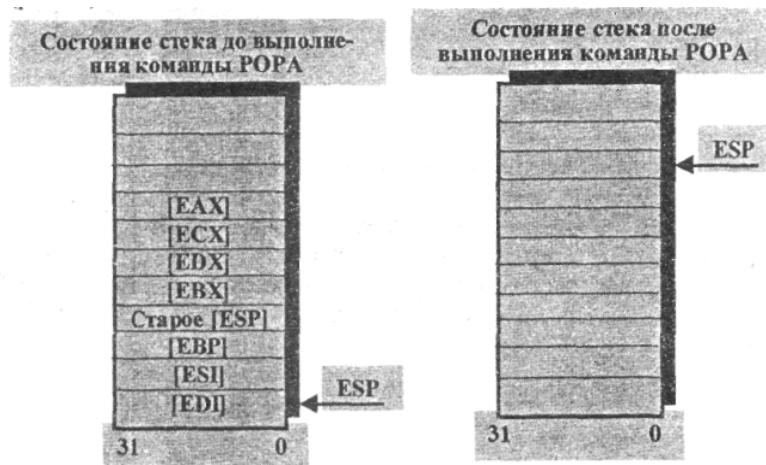 Состояние стека до выполне-
ния команды POPA
[EAX]
[ECX]
[EDX]
[EBX]
Старое [ESP]
[EBP]
[ESI]
[EDI]
ESP
31 0
Состояние стека после
выполнения команды POPA
ESP
31 0